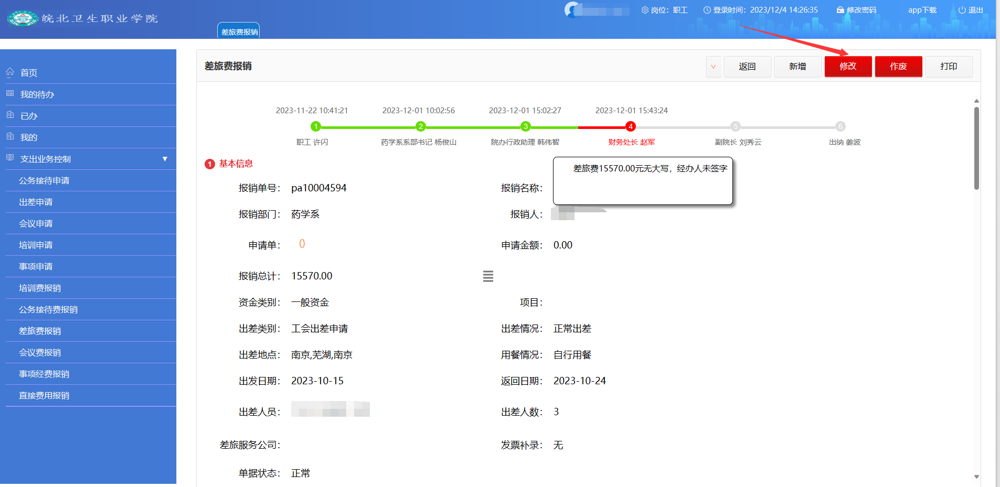 皖北卫生职业学院
差旅费报销
岗位：职工
登录时间：2023/12/4 14:26:35
修改密码
app下载
退出
首页
我的待办
已办
我的
支出业务控制
公务接待申请
出差申请
会议申请
培训申请
事项申请
培训费报销
公务接待费报销
差旅费报销
会议费报销
事项经费报销
直接费用报销
差旅费报销
返回
新增
修改
作废
打印
2023-11-22 10:41:21
2023-12-01 10:02:56
2023-12-01 15:02:27
2023-12-01 15:43:24
1
2
3
4
5
6
职工 许闪
药学系系部书记 杨俊山
院办行政助理 韩伟智
财务处长 赵军
副院长 刘秀云
出纳 姜波
1 基本信息
差旅费15570.00元无大写，经办人未签字
报销单号： pa10004594
报销名称：
报销部门： 药学系
报销人：
申请单： ()
申请金额： 0.00
报销总计： 15570.00
资金类别： 一般资金
项目：
出差类别： 工会出差申请
出差情况： 正常出差
出差地点： 南京,芜湖,南京
用餐情况： 自行用餐
出发日期： 2023-10-15
返回日期： 2023-10-24
出差人员：
出差人数： 3
差旅服务公司：
发票补录： 无
单据状态： 正常